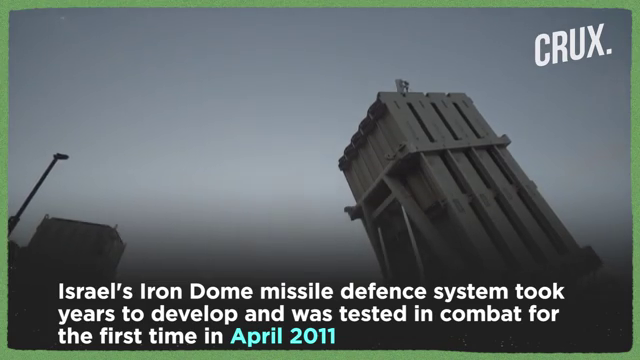 CRUX.
Israel's Iron Dome missile defence system took
years to develop and was tested in combat for
the first time in April 2011